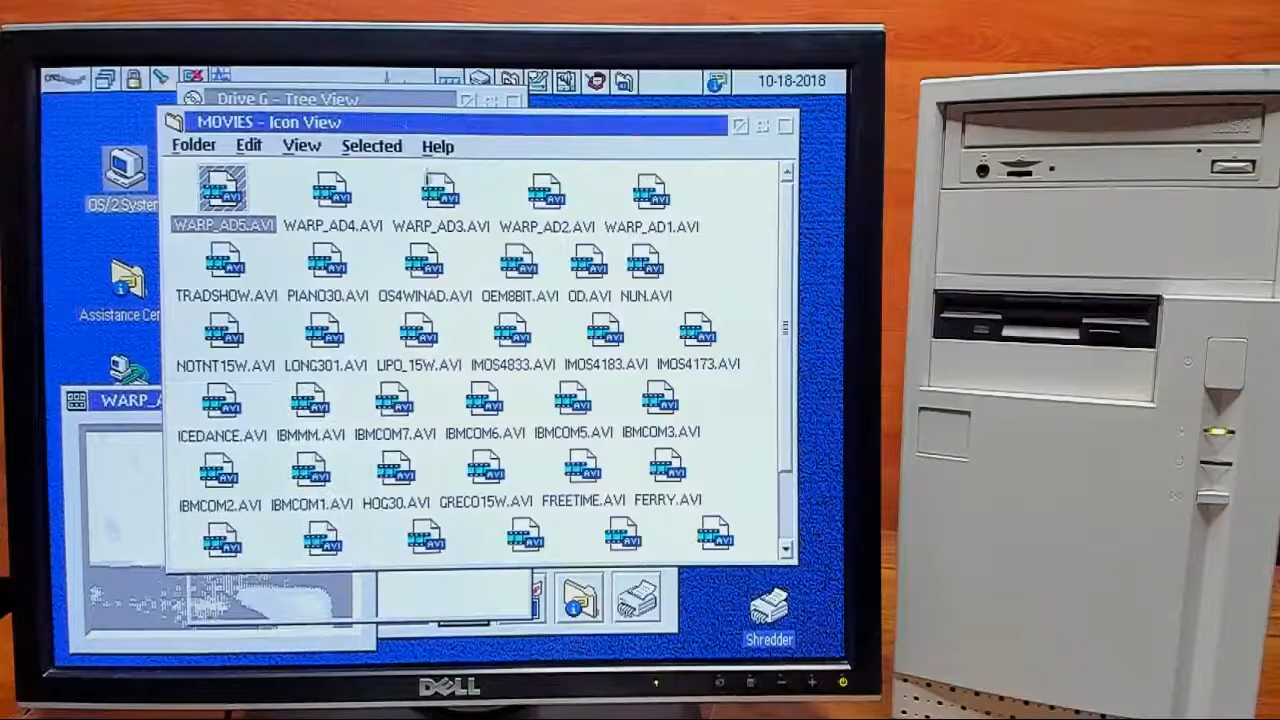 10-18-2018
Drive G - Tree View
MOVIES - Icon View
Folder Edit View Selected Help
OS/2 System
WARP_AD5.AVI WARP_AD4.AVI WARP_AD3.AVI WARP_AD2.AVI WARP_AD1.AVI
TRADSHOW.AVI PIANO30.AVI OS4WINAD.AVI OEM8BIT.AVI OD.AVI NUN.AVI
Assistance Cen
NOTNT15W.AVI LONG301.AVI LIPO_15W.AVI IMOS4833.AVI IMOS4183.AVI IMOS4173.AVI
WARP_A
ICEDANCE.AVI IBMMM.AVI IBMCOM7.AVI IBMCOM6.AVI IBMCOM5.AVI IBMCOM3.AVI
IBMCOM2.AVI IBMCOM1.AVI HOG30.AVI GRECO15W.AVI FREETIME.AVI FERRY.AVI
Shredder
DELL